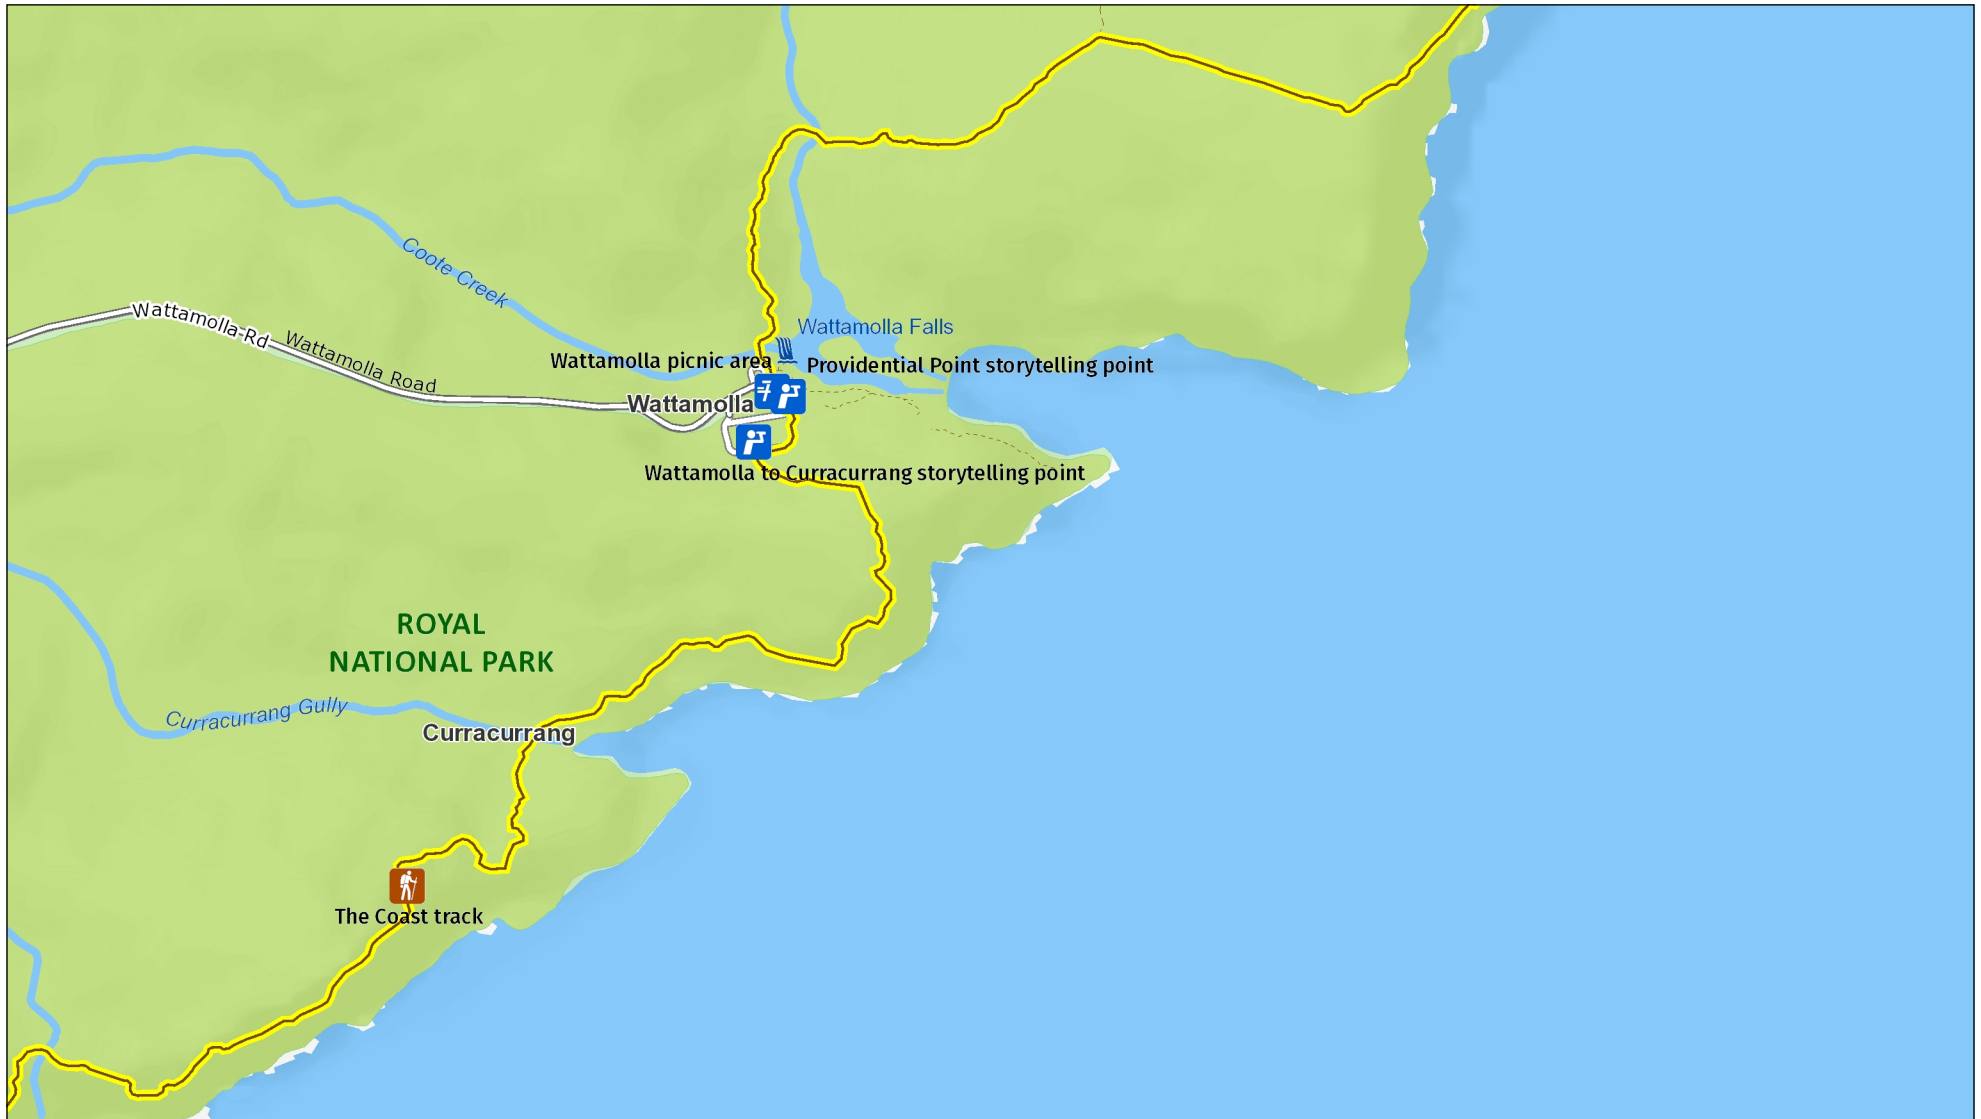 Coote Creek
Wattamolla Rd
Wattamolla Road
Wattamolla Falls
Wattamolla picnic area
Providential Point storytelling point
Wattamolla
Wattamolla to Curracurrang storytelling point
ROYAL
NATIONAL PARK
Curracurrang Gully
Curracurrang
The Coast track